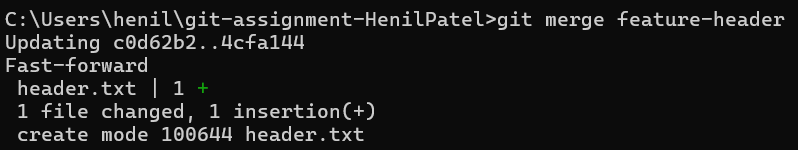 C:\Users\henil\git-assignment-HenilPatel>git merge feature-header
Updating c0d62b2..4cfa144
Fast-forward
 header.txt | 1 +
 1 file changed, 1 insertion(+)
 create mode 100644 header.txt